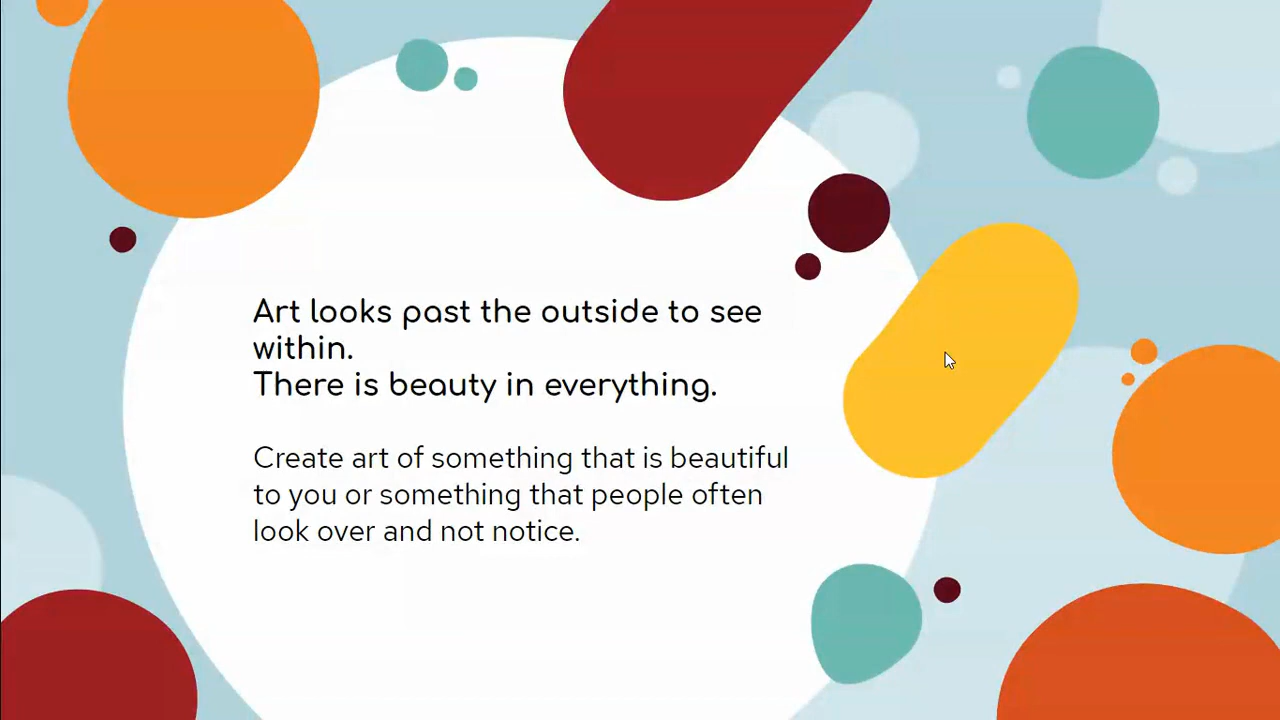 Art looks past the outside to see
within.
There is beauty in everything.
Create art of something that is beautiful
to you or something that people often
look over and not notice.